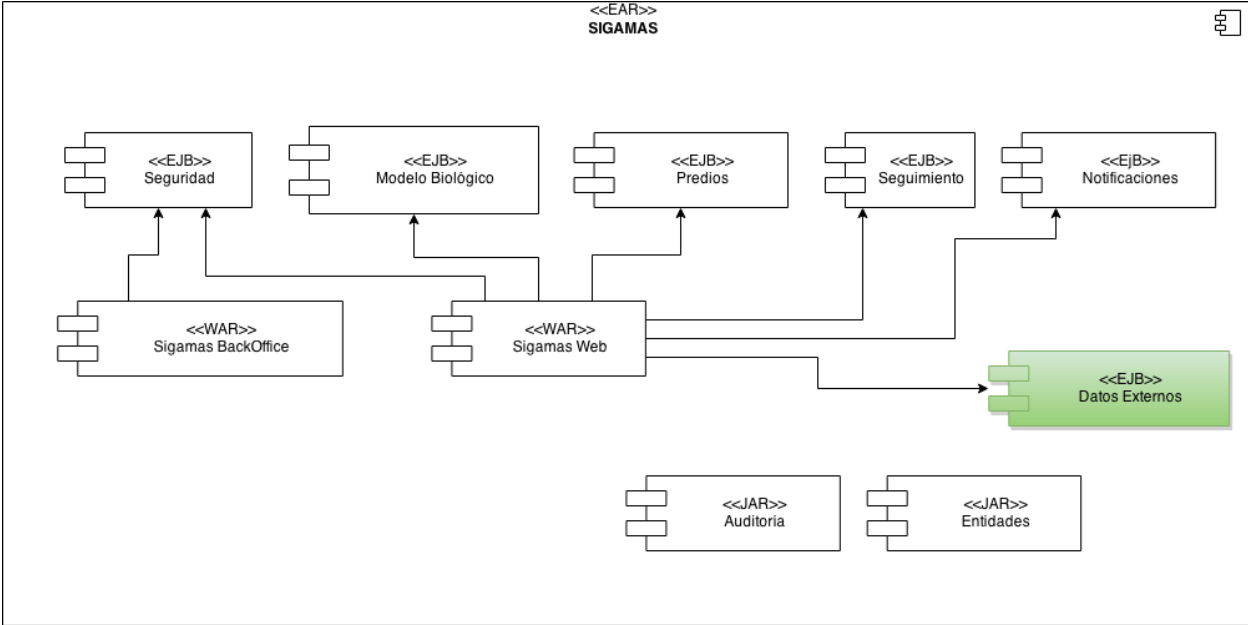 <<EAR>>
SIGAMAS
<<EJB>>
Seguridad
<<EJB>>
Modelo Biológico
<<EJB>>
Predios
<<EJB>>
Seguimiento
<<EjB>>
Notificaciones
<<WAR>>
Sigamas BackOffice
<<WAR>>
Sigamas Web
<<EJB>>
Datos Externos
<<JAR>>
Auditoria
<<JAR>>
Entidades